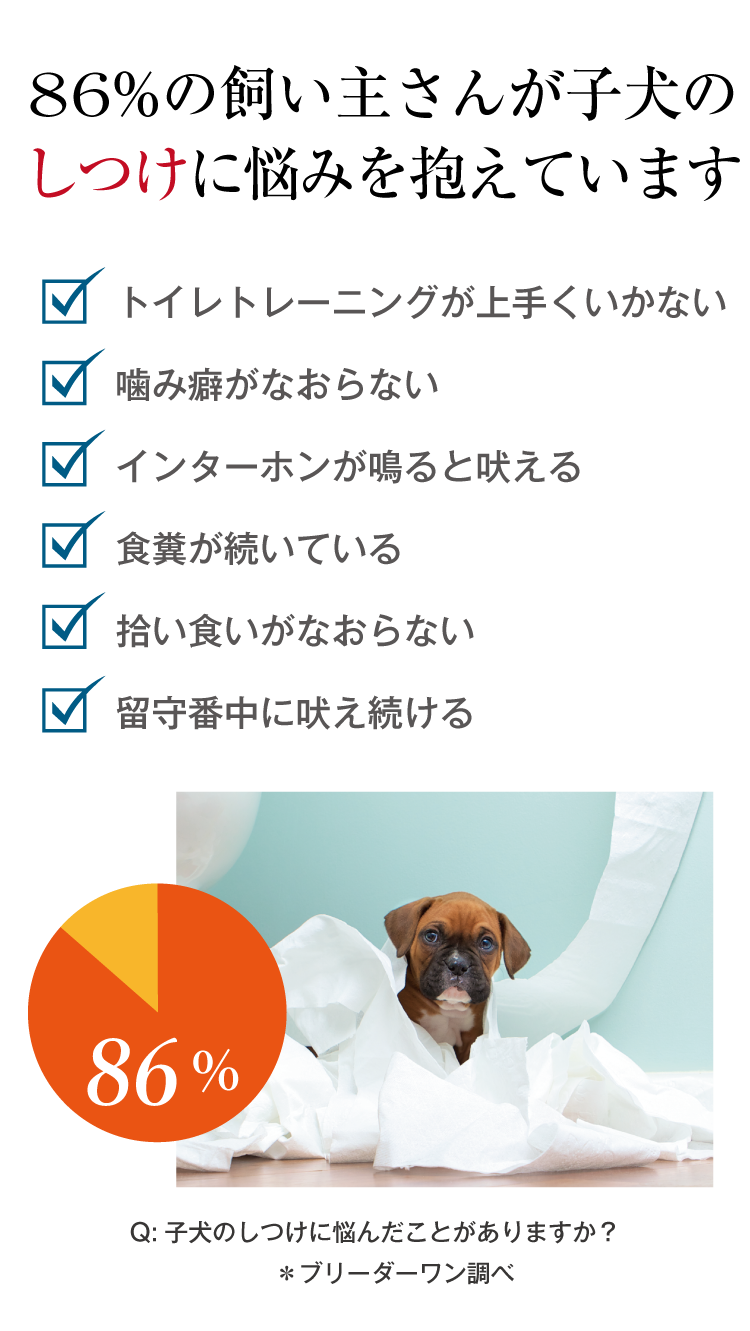 86%の飼い主さんが子犬の
しつけに悩みを抱えています
トイレトレーニングが上手くいかない
噛み癖がなおらない
インターホンが鳴ると吠える
食糞が続いている
拾い食いがなおらない
留守番中に吠え続ける
86%
Q: 子犬のしつけに悩んだことがありますか？
＊ブリーダーワン調べ